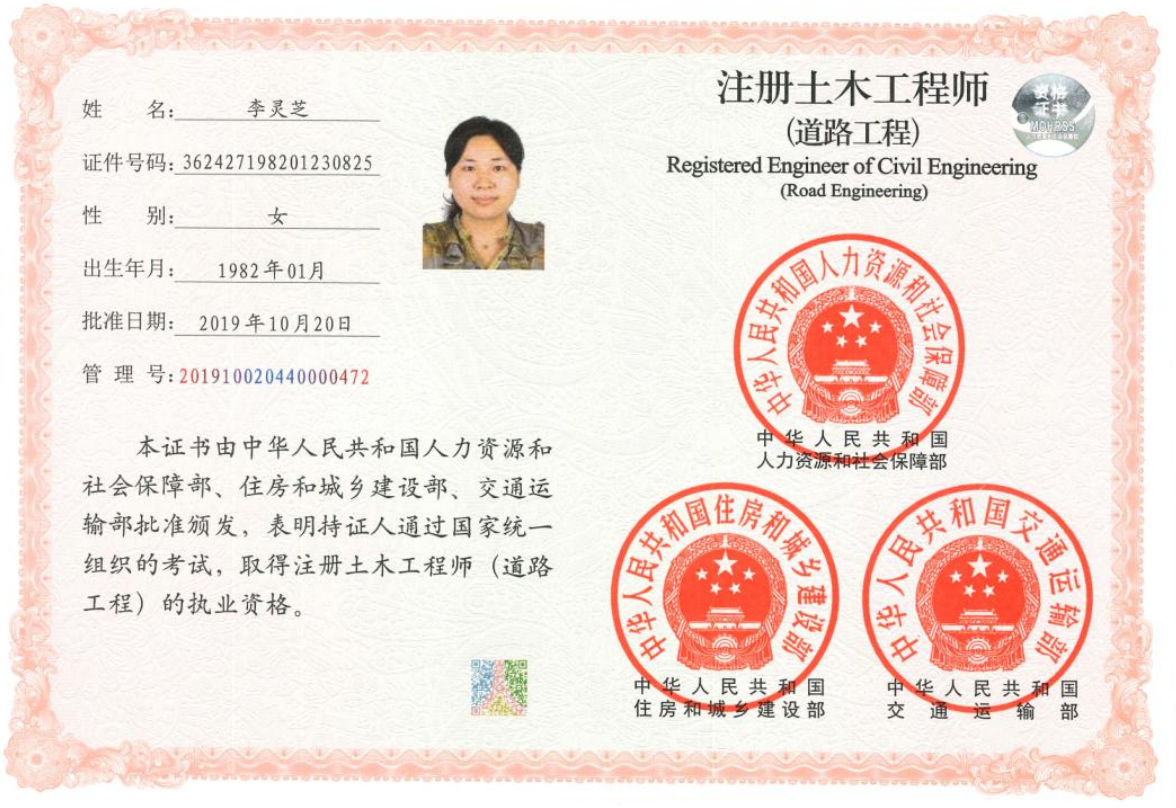 姓 名: 李灵芝
证件号码: 362427198201230825
性 别: 女
出生年月: 1982年01月
批准日期: 2019年10月20日
管 理 号: 201910020440000472
本证书由中华人民共和国人力资源和
社会保障部、住房和城乡建设部、交通运
输部批准颁发，表明持证人通过国家统一
组织的考试，取得注册土木工程师（道路
工程）的执业资格。
注册土木工程师
(道路工程)
Registered Engineer of Civil Engineering
(Road Engineering)
资格
证书
MOHRSS
中华人民共和国人力资源和社会保障部
中华人民共和国
人力资源和社会保障部
中华人民共和国住房和城乡建设部
中华人民共和国
住房和城乡建设部
中华人民共和国交通运输部
中华人民共和国
交通运输部